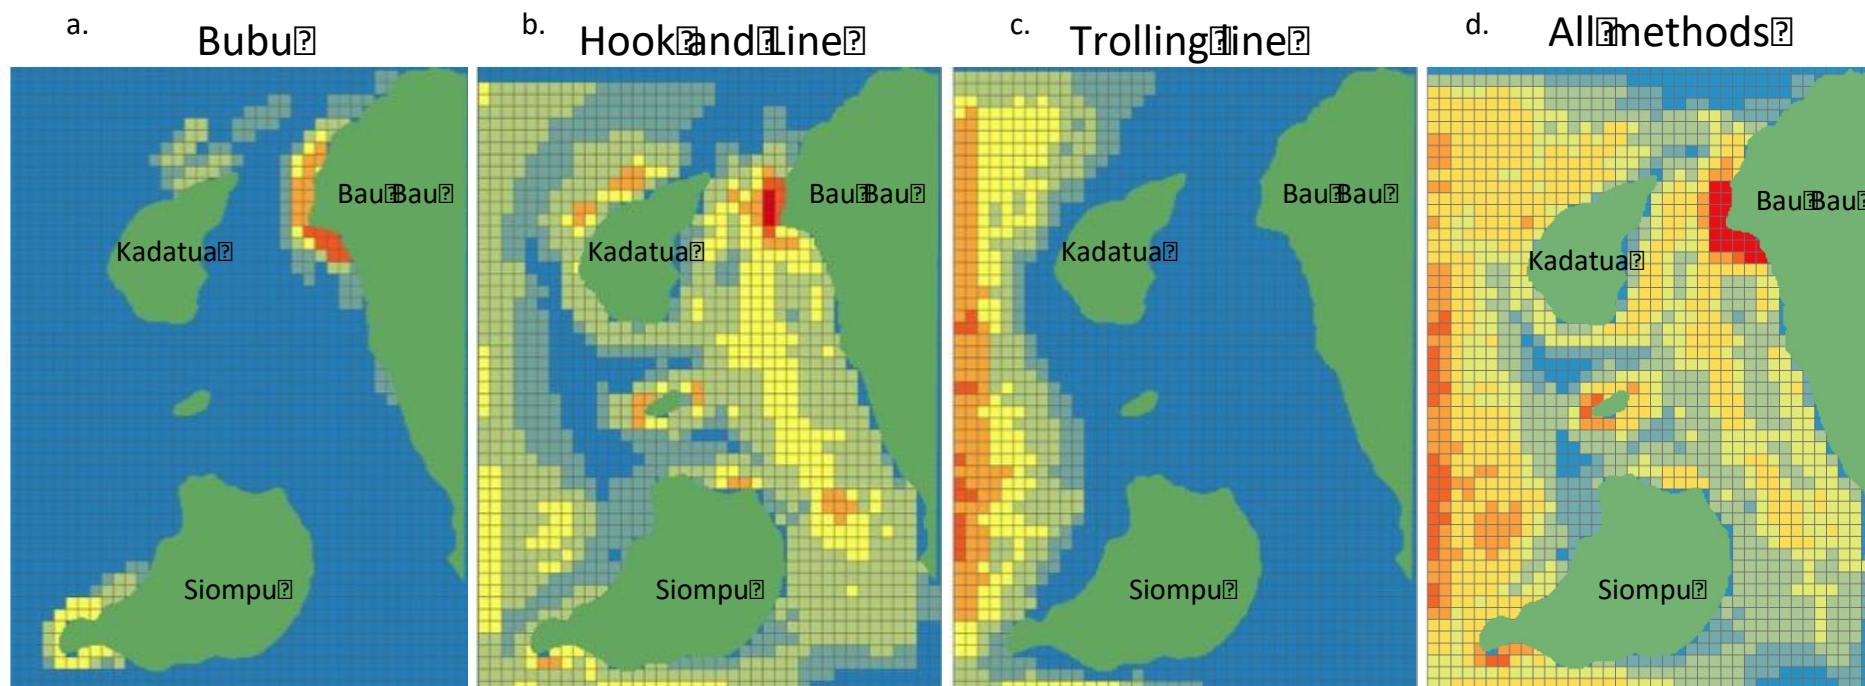 a.
Bubu
b.
Hook and Line
c.
Trolling line
d.
All methods
Bau Bau
Kadatua
Siompu
Bau Bau
Kadatua
Siompu
Bau Bau
Kadatua
Siompu
Bau Bau
Kadatua
Siompu